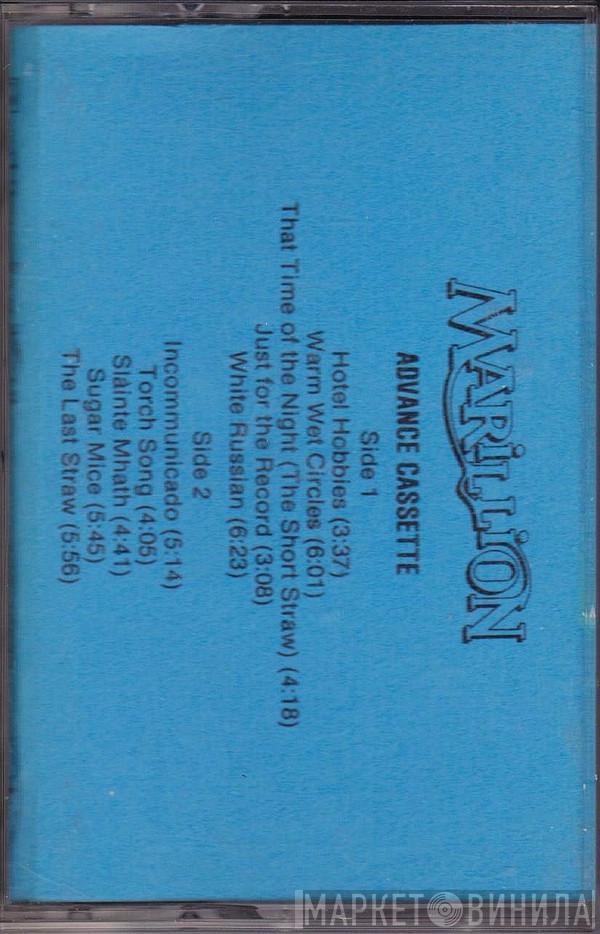 MARiLLiON
ADVANCE CASSETTE
Side 1
Hotel Hobbies (3:37)
Warm Wet Circles (6:01)
That Time of the Night (The Short Straw) (4:18)
Just for the Record (3:08)
White Russian (6:23)
Side 2
Incommunicado (5:14)
Torch Song (4:05)
Slàinte Mhath (4:41)
Sugar Mice (5:45)
The Last Straw (5:56)
МАРКЕТ ВИНИЛА